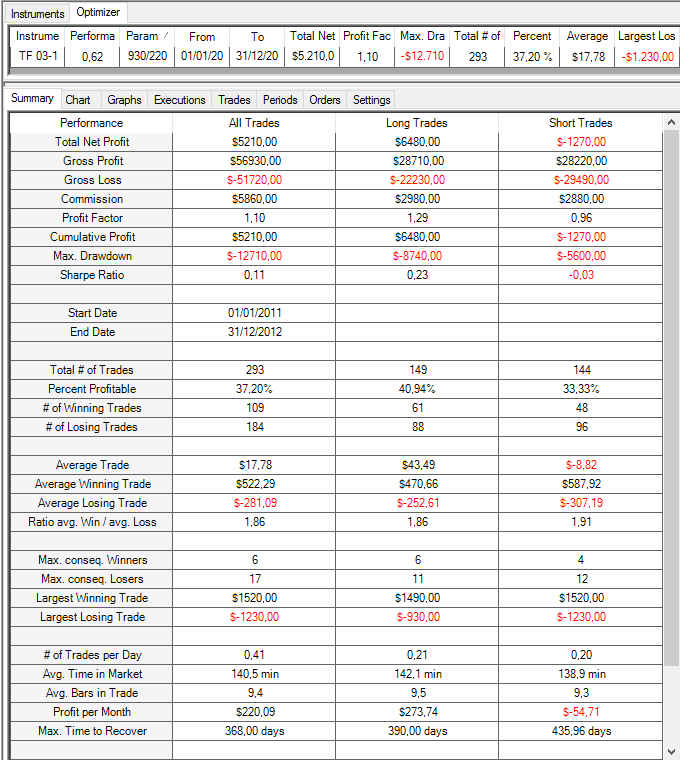 Instruments Optimizer
Instrume Performa Param From To Total Net Profit Fac Max. Dra Total # of Percent Average Largest Los
TF 03-1 0,62 930/220 01/01/20 31/12/20 $5.210,0 1,10 -$12.710 293 37,20 % $17,78 -$1.230,00
Summary Chart Graphs Executions Trades Periods Orders Settings
Performance All Trades Long Trades Short Trades
Total Net Profit $5210,00 $6480,00 $-1270,00
Gross Profit $56930,00 $28710,00 $28220,00
Gross Loss $-51720,00 $-22230,00 $-29490,00
Commission $5860,00 $2980,00 $2880,00
Profit Factor 1,10 1,29 0,96
Cumulative Profit $5210,00 $6480,00 $-1270,00
Max. Drawdown $-12710,00 $-8740,00 $-5600,00
Sharpe Ratio 0,11 0,23 -0,03
Start Date 01/01/2011
End Date 31/12/2012
Total # of Trades 293 149 144
Percent Profitable 37,20% 40,94% 33,33%
# of Winning Trades 109 61 48
# of Losing Trades 184 88 96
Average Trade $17,78 $43,49 $-8,82
Average Winning Trade $522,29 $470,66 $587,92
Average Losing Trade $-281,09 $-252,61 $-307,19
Ratio avg. Win / avg. Loss 1,86 1,86 1,91
Max. conseq. Winners 6 6 4
Max. conseq. Losers 17 11 12
Largest Winning Trade $1520,00 $1490,00 $1520,00
Largest Losing Trade $-1230,00 $-930,00 $-1230,00
# of Trades per Day 0,41 0,21 0,20
Avg. Time in Market 140,5 min 142,1 min 138,9 min
Avg. Bars in Trade 9,4 9,5 9,3
Profit per Month $220,09 $273,74 $-54,71
Max. Time to Recover 368,00 days 390,00 days 435,96 days